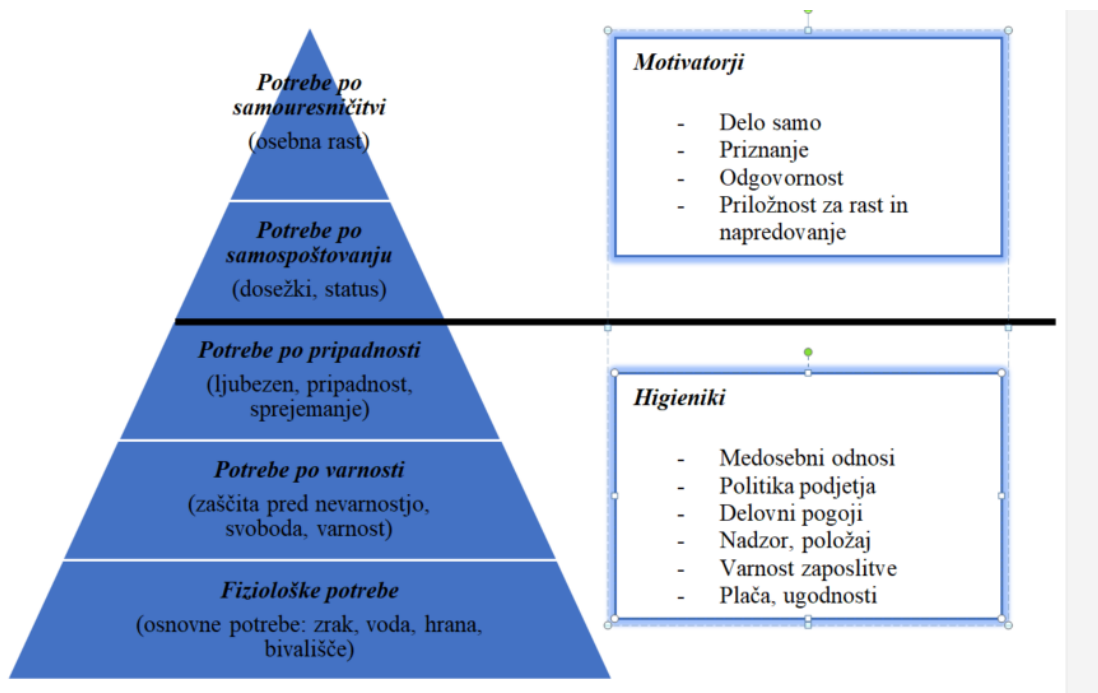 Potrebe po
samouresničitvi
(osebna rast)
Potrebe po
samospoštovanju
(dosežki, status)
Potrebe po pripadnosti
(ljubezen, pripadnost,
sprejemanje)
Potrebe po varnosti
(zaščita pred nevarnostjo,
svoboda, varnost)
Fiziološke potrebe
(osnovne potrebe: zrak, voda, hrana,
bivališče)
Motivatorji
- Delo samo
- Priznanje
- Odgovornost
- Priložnost za rast in
napredovanje
Higieniki
- Medosebni odnosi
- Politika podjetja
- Delovni pogoji
- Nadzor, položaj
- Varnost zaposlitve
- Plača, ugodnosti